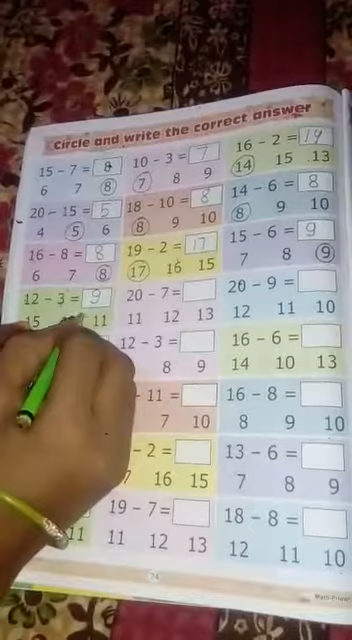 Circle and write the correct answer
15 - 7 = 8 10 - 3 = 7 16 - 2 = 14
6 7 8 7 8 9 14 15 13
20 - 15 = 5 18 - 10 = 8 14 - 6 = 8
4 5 6 8 9 10 8 9 10
16 - 8 = 8 19 - 2 = 17 15 - 6 = 9
6 7 8 17 16 15 7 8 9
12 - 3 = 9 20 - 7 = 20 - 9 =
15 11 11 12 13 12 11 10
12 - 3 = 16 - 6 =
8 9 14 10 13
- 11 = 16 - 8 =
7 10 8 9 10
- 2 = 13 - 6 =
7 16 15 7 8 9
19 - 7 = 18 - 8 =
11 11 12 13 12 11 10
74